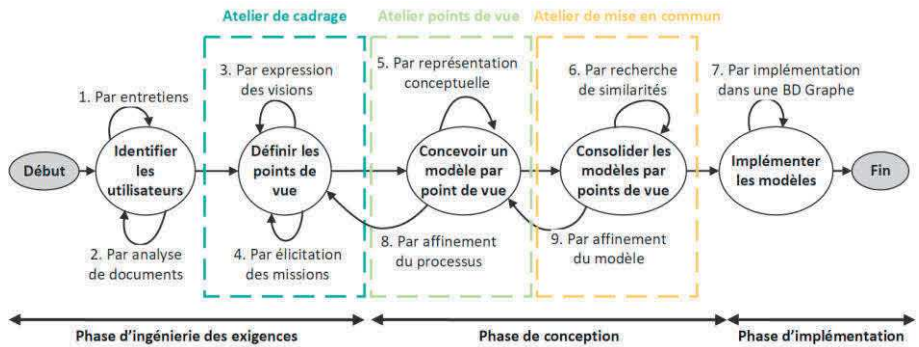 Atelier de cadrage
Atelier points de vue
Atelier de mise en commun
3. Par expression
des visions
5. Par représentation
conceptuelle
6. Par recherche
de similarités
7. Par implémentation
dans une BD Graphe
1. Par entretiens
Début
Identifier
les
utilisateurs
Définir les
points de
vue
Concevoir un
modèle par
point de vue
Consolider les
modèles par
points de vue
Implémenter
les modèles
Fin
2. Par analyse
de documents
4. Par élicitation
des missions
8. Par affinement
du processus
9. Par affinement
du modèle
Phase d'ingénierie des exigences
Phase de conception
Phase d'implémentation